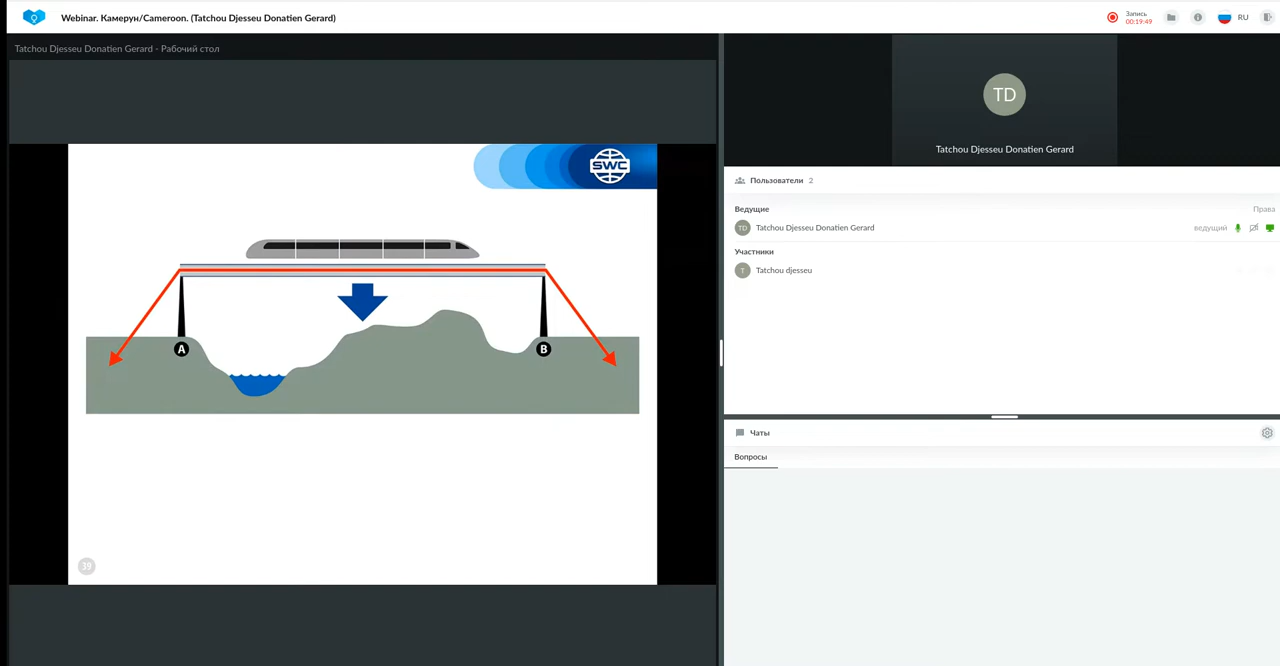 Webinar. Камерун/Cameroon. (Tatchou Djesseu Donatien Gerard)
Запись
00:19:49
RU
Tatchou Djesseu Donatien Gerard - Рабочий стол
SWC
A
B
39
TD
Tatchou Djesseu Donatien Gerard
Пользователи 2
Ведущие Права
TD Tatchou Djesseu Donatien Gerard ведущий
Участники
T Tatchou djesseu
Чаты
Вопросы